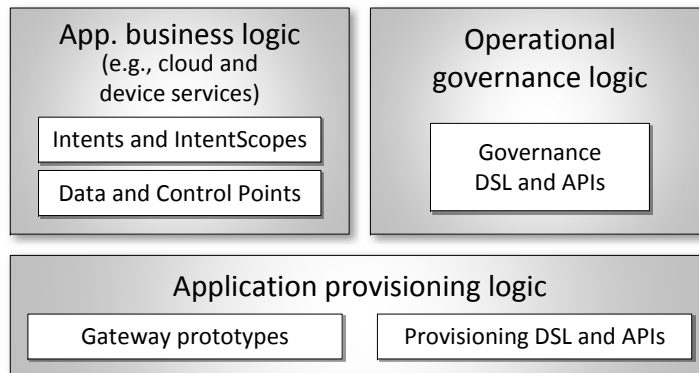 App. business logic
(e.g., cloud and
device services)
Intents and IntentScopes
Data and Control Points
Operational
governance logic
Governance
DSL and APIs
Application provisioning logic
Gateway prototypes
Provisioning DSL and APIs